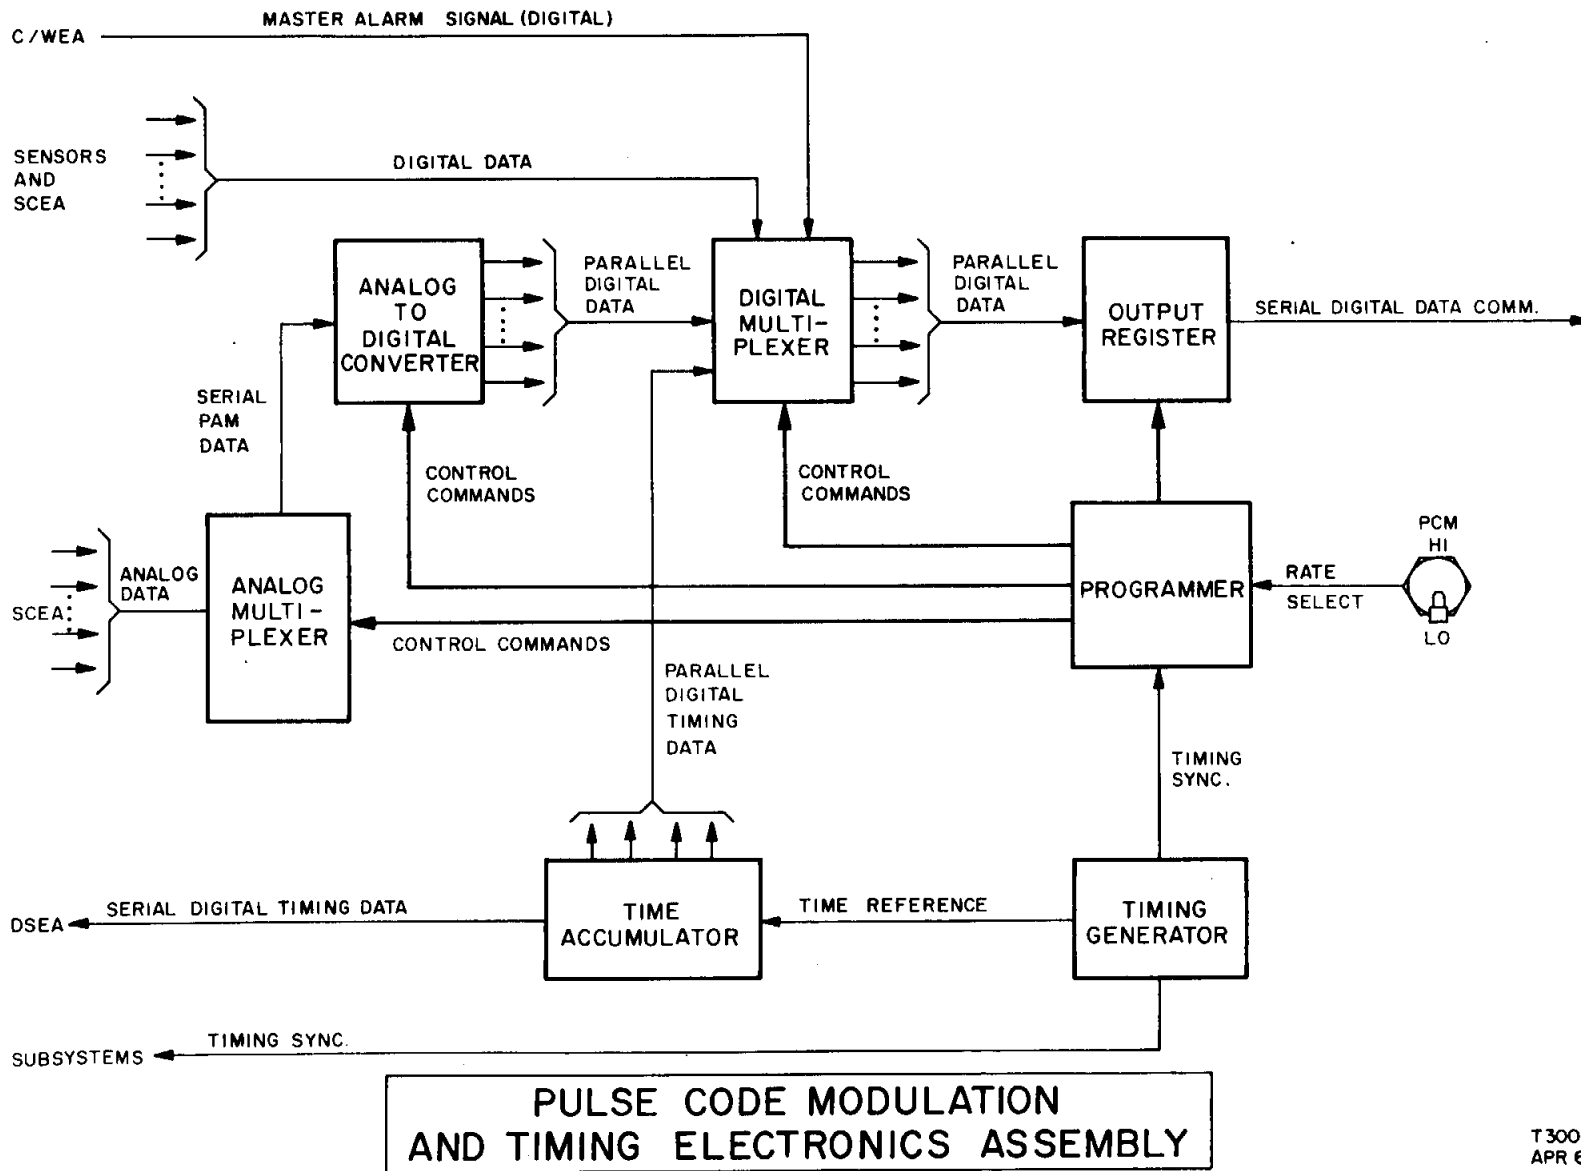 MASTER ALARM SIGNAL (DIGITAL)
C/WEA
SENSORS
AND
SCEA
DIGITAL DATA
ANALOG
TO
DIGITAL
CONVERTER
PARALLEL
DIGITAL
DATA
DIGITAL
MULTI-
PLEXER
PARALLEL
DIGITAL
DATA
OUTPUT
REGISTER
SERIAL DIGITAL DATA COMM.
SERIAL
PAM
DATA
CONTROL
COMMANDS
CONTROL
COMMANDS
SCEA
ANALOG
DATA
ANALOG
MULTI-
PLEXER
CONTROL COMMANDS
PROGRAMMER
RATE
SELECT
PCM
HI
LO
PARALLEL
DIGITAL
TIMING
DATA
TIMING
SYNC.
DSEA
SERIAL DIGITAL TIMING DATA
TIME
ACCUMULATOR
TIME REFERENCE
TIMING
GENERATOR
SUBSYSTEMS
TIMING SYNC.
PULSE CODE MODULATION
AND TIMING ELECTRONICS ASSEMBLY
T300
APR 6